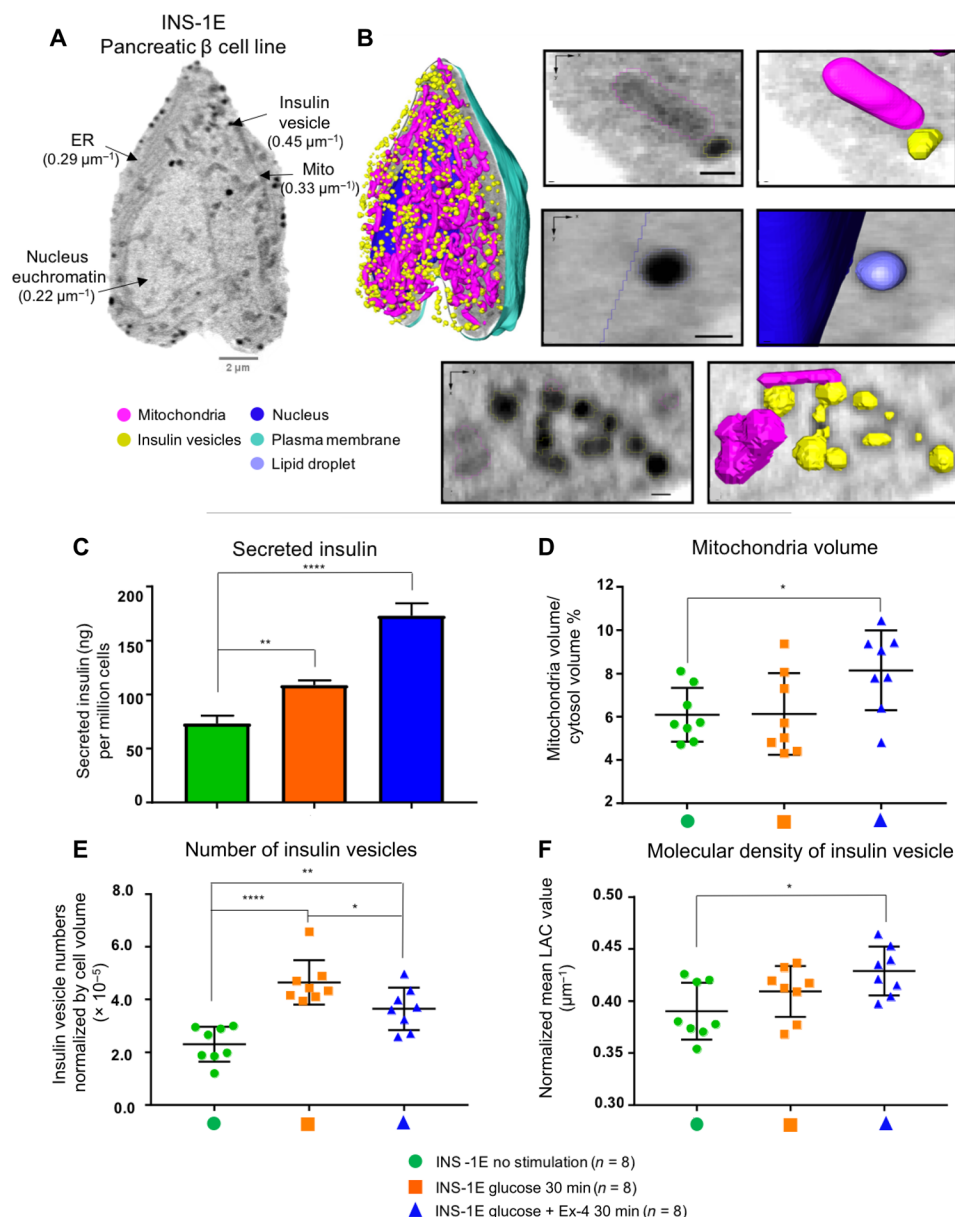 A
INS-1E
Pancreatic β cell line
ER
(0.29 μm⁻¹)
Insulin
vesicle
(0.45 μm⁻¹)
Mito
(0.33 μm⁻¹)
Nucleus
euchromatin
(0.22 μm⁻¹)
2 μm
B
x
Y
x
Y
x
Y
Mitochondria
Insulin vesicles
Nucleus
Plasma membrane
Lipid droplet
C
Secreted insulin
Secreted insulin (ng)
per million cells
200
150
100
50
0
****
**
D
Mitochondria volume
Mitochondria volume/
cytosol volume %
12
10
8
6
4
2
*
E
Number of insulin vesicles
Insulin vesicle numbers
normalized by cell volume
(× 10⁻⁵)
8.0
6.0
4.0
2.0
0.0
**
****
*
F
Molecular density of insulin vesicle
Normalized mean LAC value
(μm⁻¹)
0.50
0.45
0.40
0.35
0.30
*
INS -1E no stimulation (n = 8)
INS-1E glucose 30 min (n = 8)
INS-1E glucose + Ex-4 30 min (n = 8)